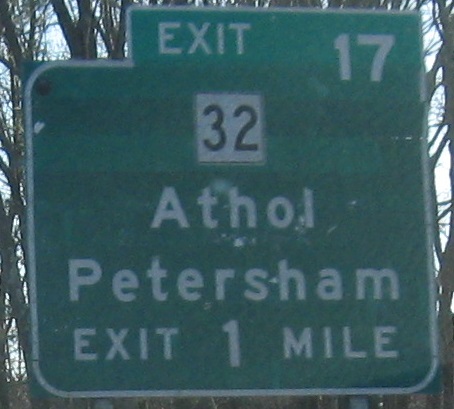 EXIT 17
32
Athol
Petersham
EXIT 1 MILE